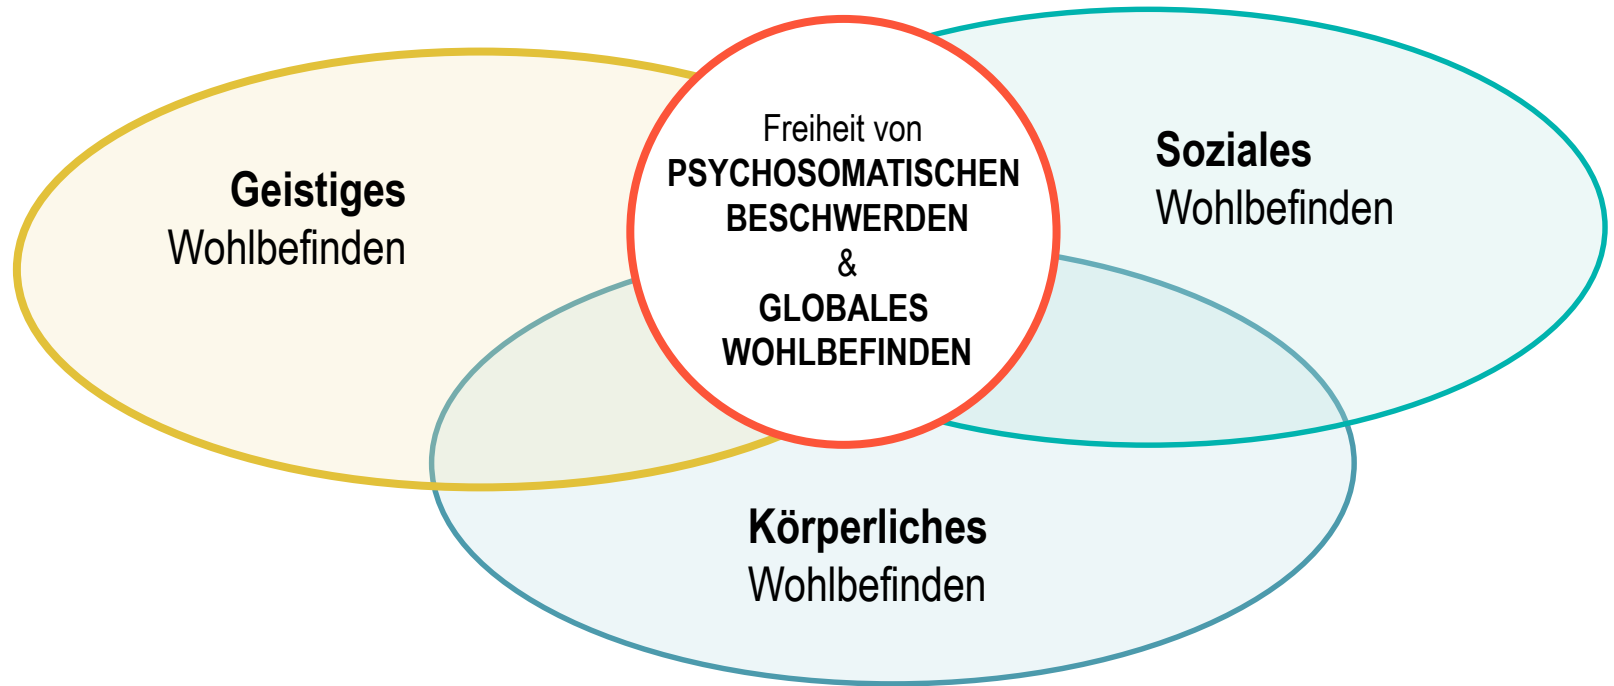 Geistiges
Wohlbefinden
Freiheit von
PSYCHOSOMATISCHEN
BESCHWERDEN
&
GLOBALES
WOHLBEFINDEN
Soziales
Wohlbefinden
Körperliches
Wohlbefinden